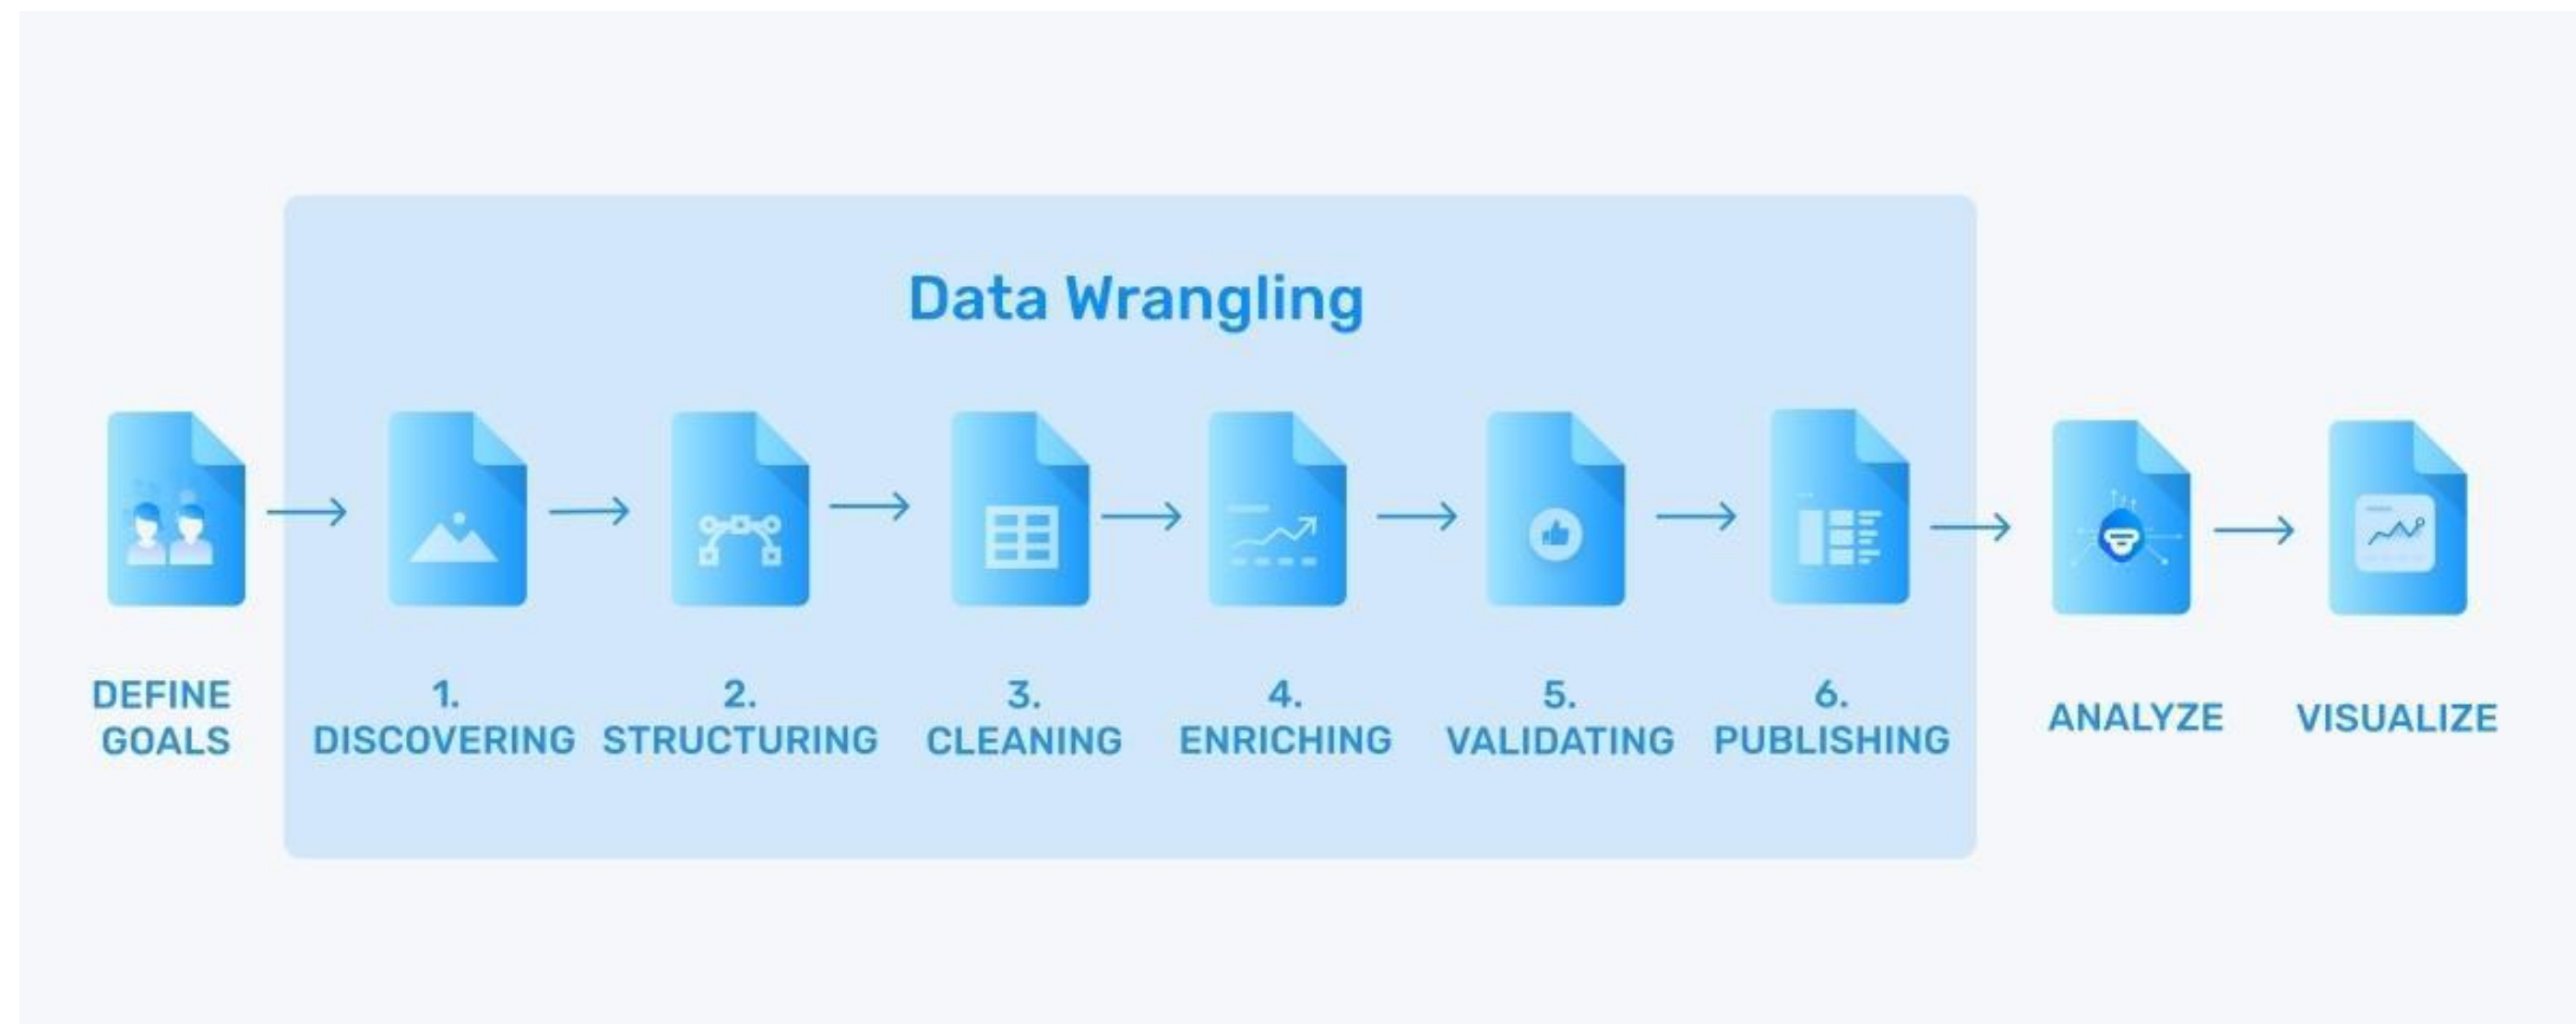 Data Wrangling
DEFINE
GOALS
1.
DISCOVERING
2.
STRUCTURING
3.
CLEANING
4.
ENRICHING
5.
VALIDATING
6.
PUBLISHING
ANALYZE
VISUALIZE